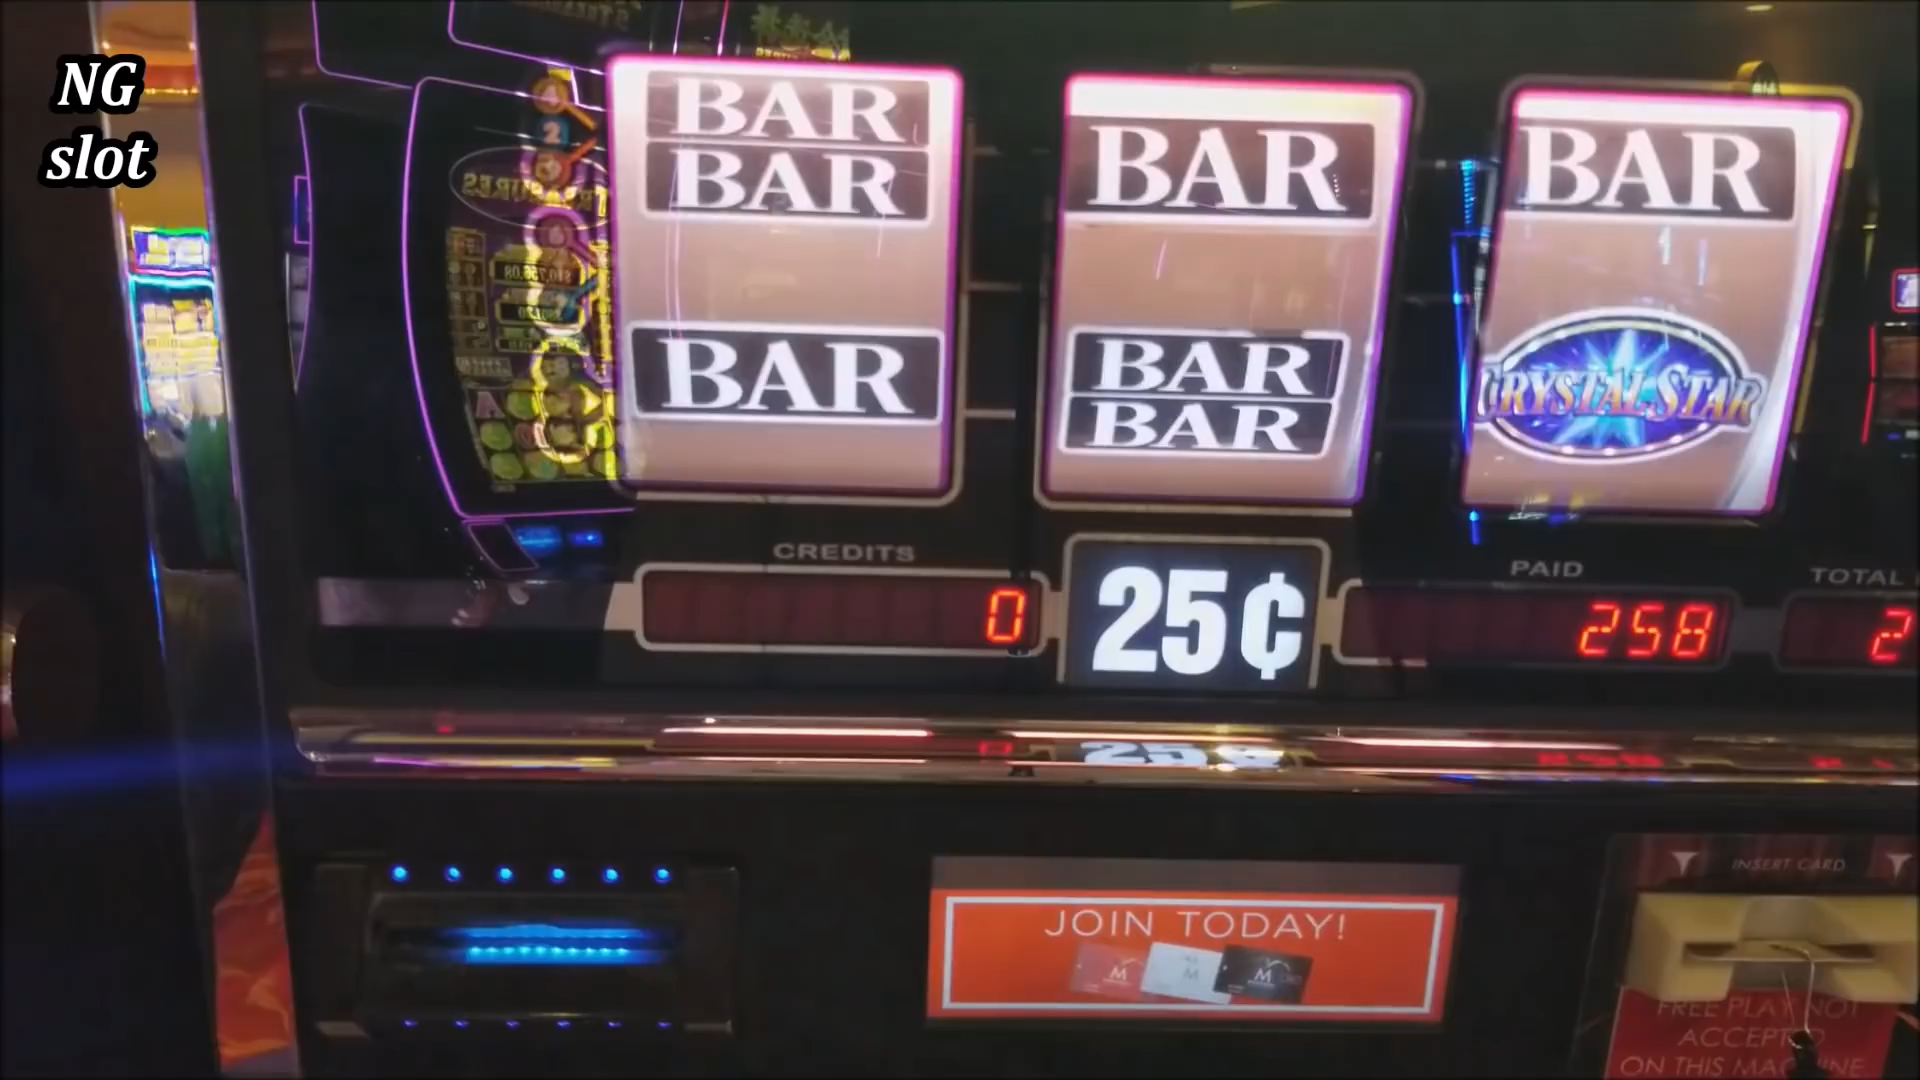 NG
slot
BAR
BAR
BAR
BAR
BAR
BAR
BAR
BAR
CRYSTAL STAR
CREDITS
PAID
TOTAL
0
25¢
258
2
INSERT CARD
JOIN TODAY!
M
M
M
FREE PLAY NOT
ACCEPTED
ON THIS MACHINE